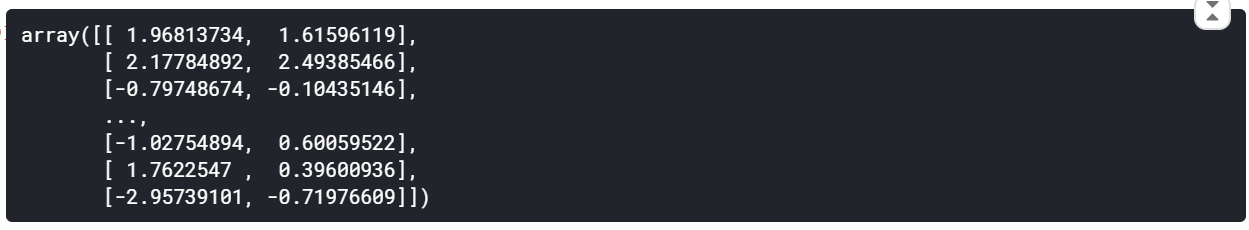 array([[ 1.96813734,  1.61596119],
       [ 2.17784892,  2.49385466],
       [-0.79748674, -0.10435146],
       ...,
       [-1.02754894,  0.60059522],
       [ 1.7622547 ,  0.39600936],
       [-2.95739101, -0.71976609]])